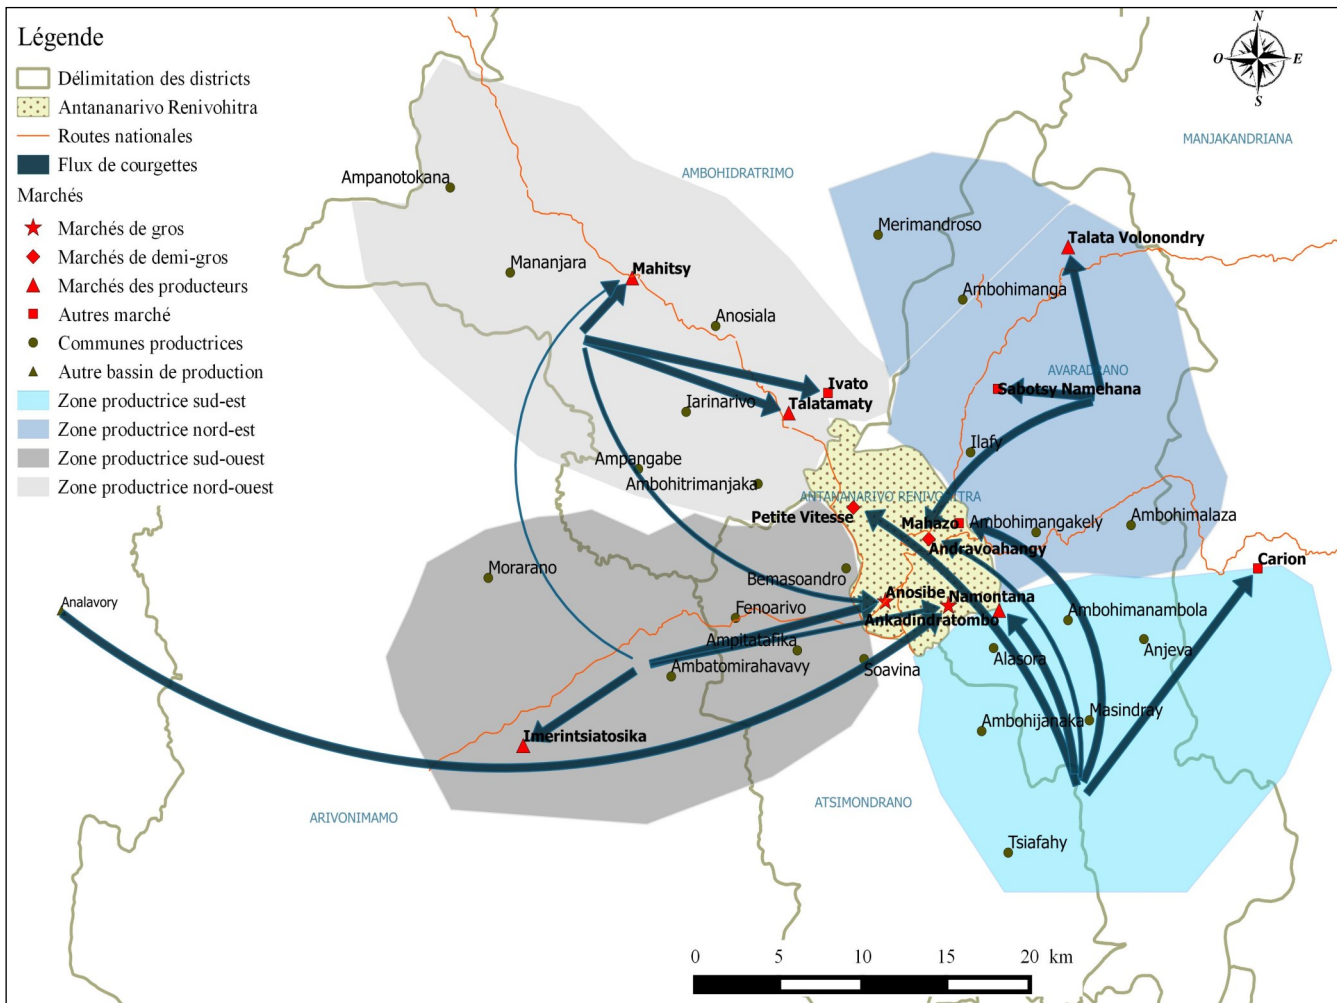 Légende
Délimitation des districts
Antananarivo Renivohitra
Routes nationales
Flux de courgettes
Marchés
Marchés de gros
Marchés de demi-gros
Marchés des producteurs
Autres marché
Communes productrices
Autre bassin de production
Zone productrice sud-est
Zone productrice nord-est
Zone productrice sud-ouest
Zone productrice nord-ouest
N
O
E
S
MANJAKANDRIANA
AMBOHIDRATRIMO
Ampanotokana
Merimandroso
Talata Volonondry
Mananjara
Mahitsy
Ambohimanga
Anosiala
AVARADRANO
Ivato
Sabotsy Namehana
Iarinarivo
Talatamaty
Ilafy
Ampangabe
Ambohitrimanjaka
ANTANANARIVO RENIVOHITRA
Petite Vitesse
Mahazo
Ambohimangakely
Ambohimalaza
Andravoahangy
Carion
Morarano
Bemasoandro
Analavory
Anosibe
Namontana
Fenoarivo
Ankadindratombo
Ambohimanambola
Ampitatafika
Anjeva
Ambatomirahavavy
Soavina
Alasora
Masindray
Ambohijanaka
Imerintsiatosika
ATSIMONDRANO
ARIVONIMAMO
Tsiafahy
0 5 10 15 20 km